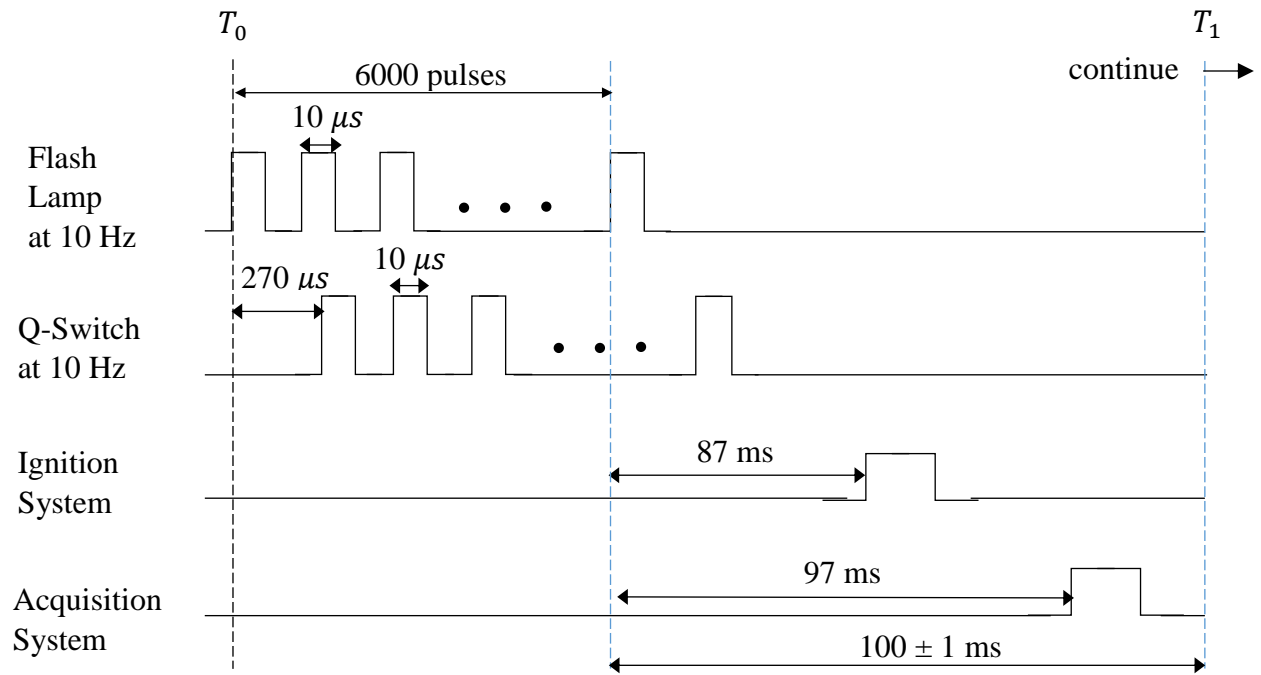 T₀
T₁
6000 pulses
continue
10 μs
Flash
Lamp
at 10 Hz
270 μs
10 μs
Q-Switch
at 10 Hz
87 ms
Ignition
System
97 ms
Acquisition
System
100 ± 1 ms